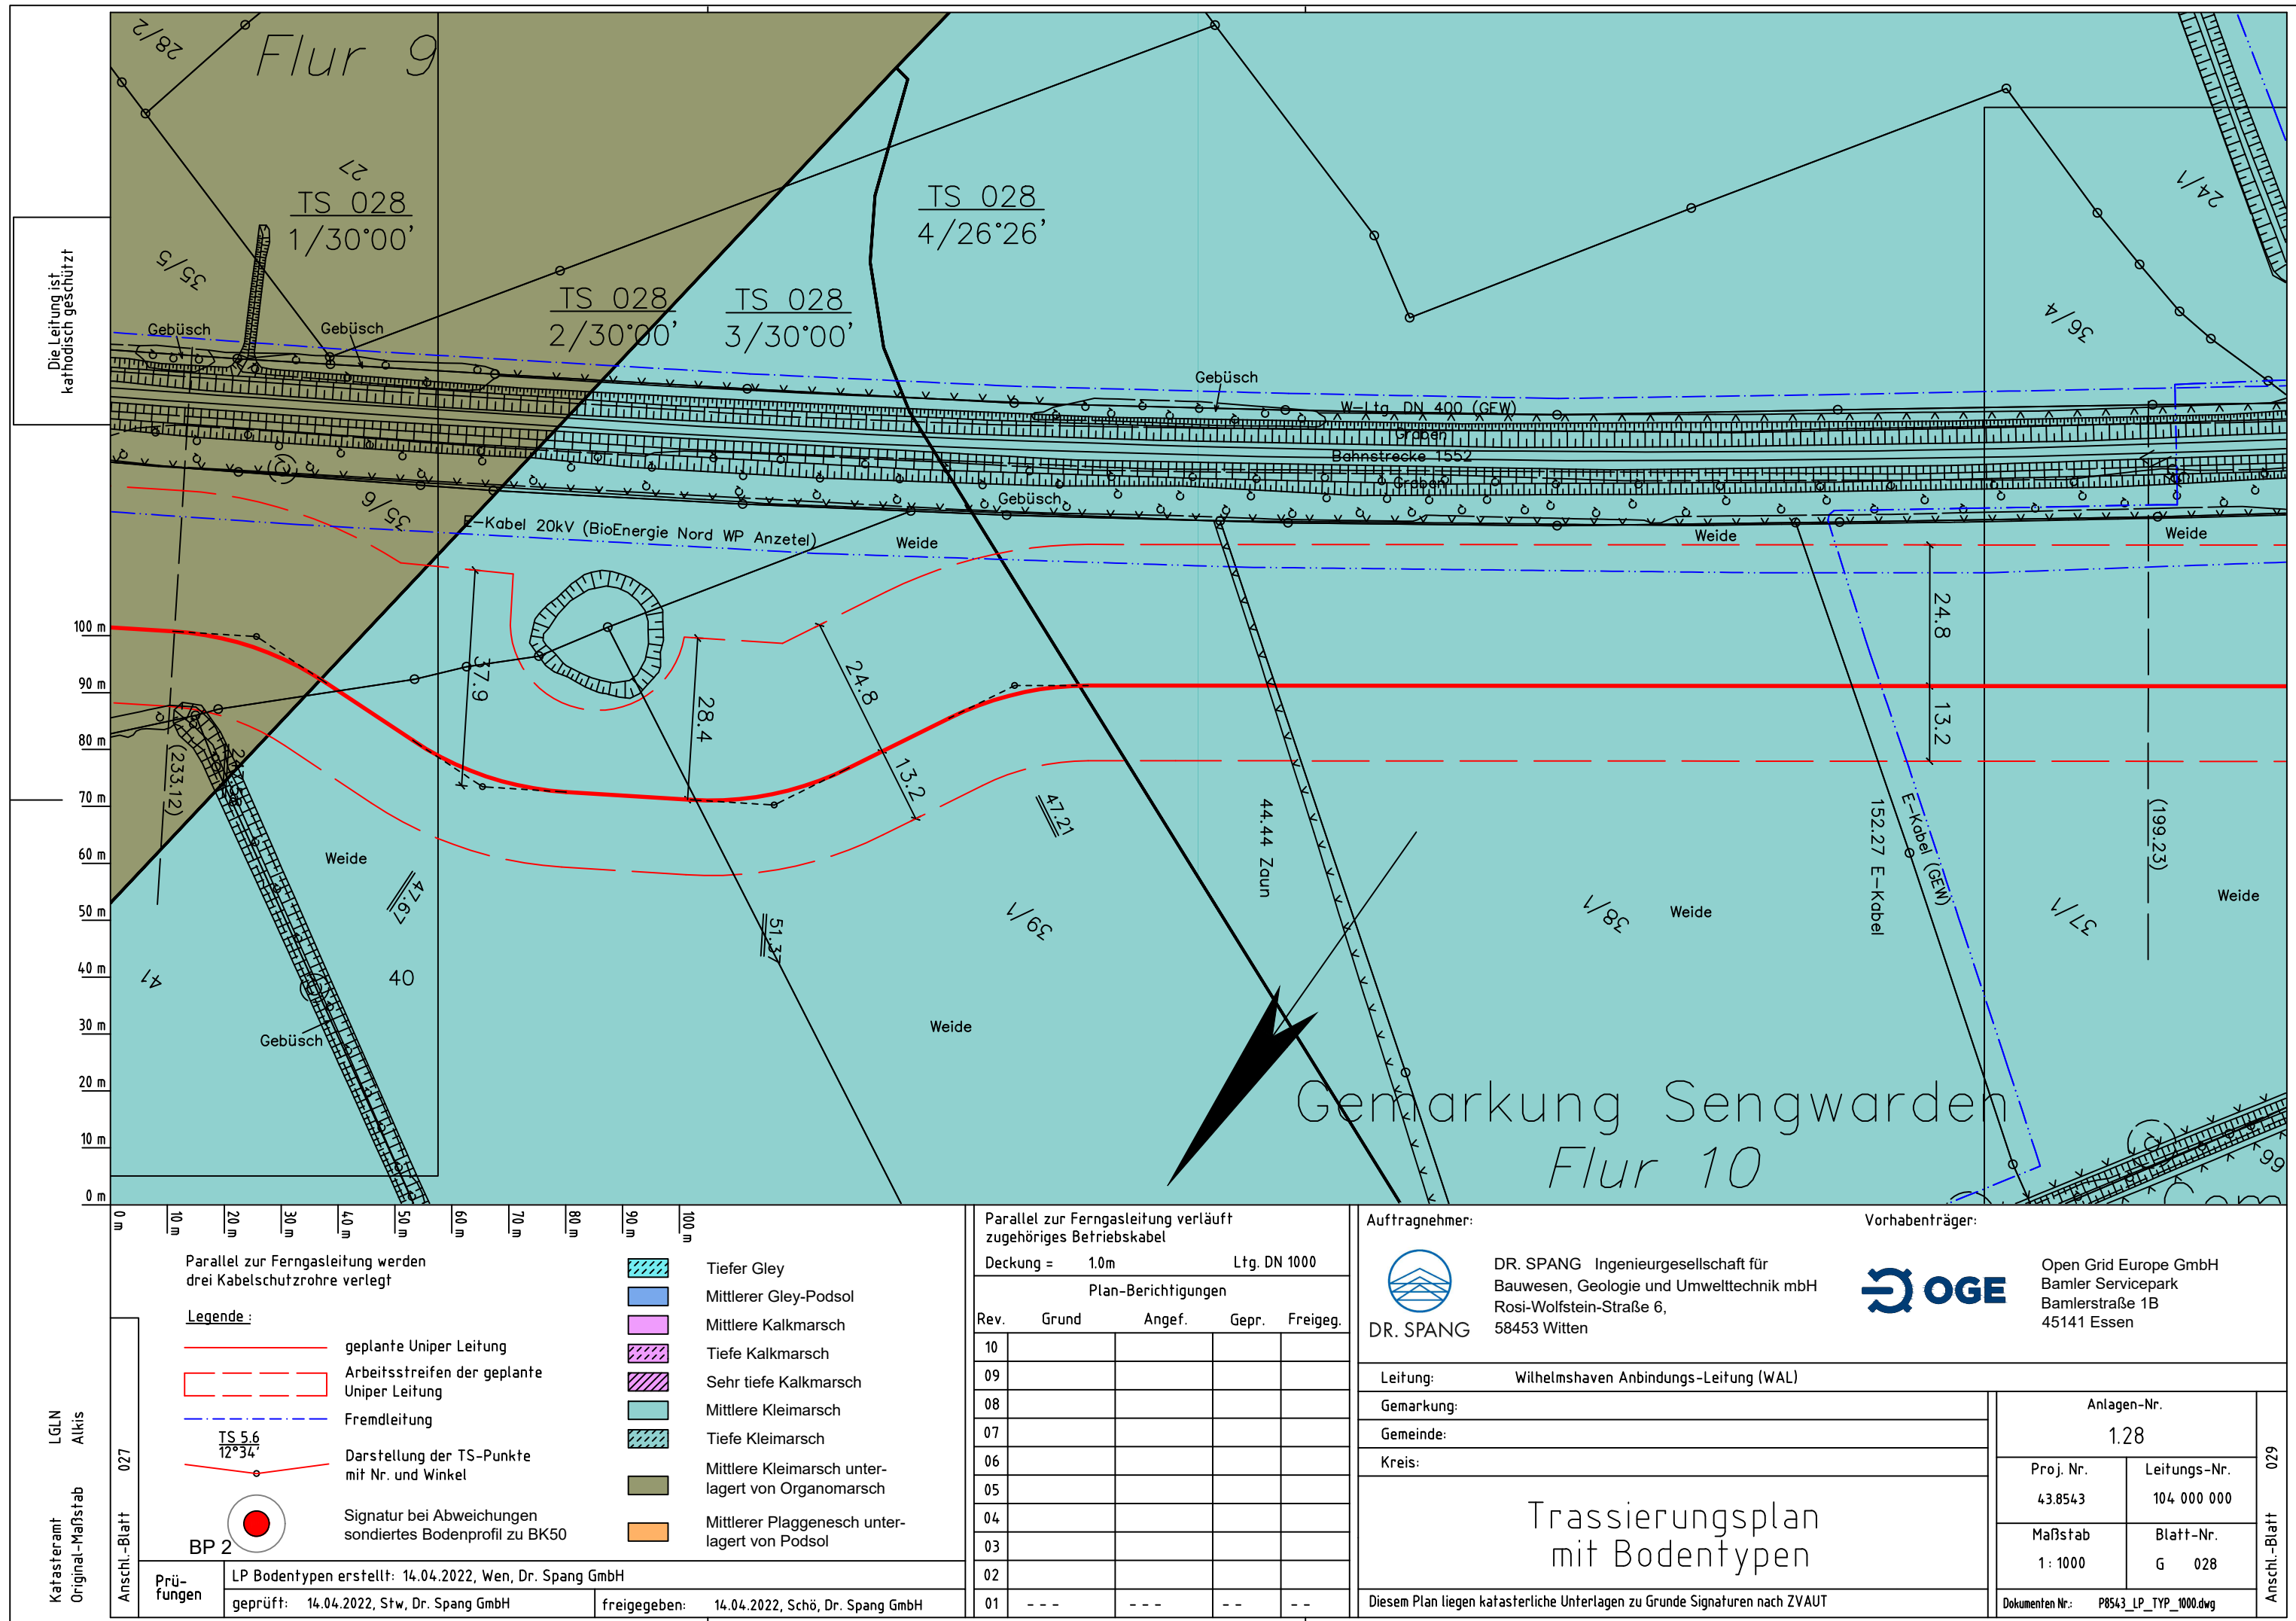 28/2
Flur 9
27
TS 028
1/30°00'
35/5
TS 028
2/30°00'
TS 028
3/30°00'
TS 028
4/26°26'
24/1
36/4
Die Leitung ist
kathodisch geschützt
Gebüsch
Gebüsch
Gebüsch
W-Ltg. DN 400 (GEW)
Graben
Bahnstrecke 1552
Graben
Gebüsch
35/6
E-Kabel 20kV (BioEnergie Nord WP Anzetel)
Weide
Weide
Weide
100 m
90 m
80 m
70 m
60 m
50 m
40 m
30 m
20 m
10 m
0 m
37.9
28.4
24.8
13.2
24.8
13.2
(233.12)
47.21
44.44 Zaun
152.27 E-Kabel
E-Kabel (GEW)
(199.23)
Weide
47.67
51.37
39/1
38/1
Weide
37/1
Weide
41
40
Weide
Gebüsch
Gemarkung Sengwarden
Flur 10
99
0 m
10 m
20 m
30 m
40 m
50 m
60 m
70 m
80 m
90 m
100 m
Parallel zur Ferngasleitung werden
drei Kabelschutzrohre verlegt
Legende :
geplante Uniper Leitung
Arbeitsstreifen der geplante
Uniper Leitung
Fremdleitung
TS 5.6
12°34'
Darstellung der TS-Punkte
mit Nr. und Winkel
BP 2
Signatur bei Abweichungen
sondiertes Bodenprofil zu BK50
Tiefer Gley
Mittlerer Gley-Podsol
Mittlere Kalkmarsch
Tiefe Kalkmarsch
Sehr tiefe Kalkmarsch
Mittlere Kleimarsch
Tiefe Kleimarsch
Mittlere Kleimarsch unter-
lagert von Organomarsch
Mittlerer Plaggenesch unter-
lagert von Podsol
Katasteramt LGLN
Original-Maßstab Alkis
Anschl.-Blatt 027
Prü-
fungen
LP Bodentypen erstellt: 14.04.2022, Wen, Dr. Spang GmbH
geprüft: 14.04.2022, Stw, Dr. Spang GmbH
freigegeben: 14.04.2022, Schö, Dr. Spang GmbH
Parallel zur Ferngasleitung verläuft
zugehöriges Betriebskabel
Deckung = 1.0m Ltg. DN 1000
Plan-Berichtigungen
Rev. Grund Angef. Gepr. Freigeg.
10
09
08
07
06
05
04
03
02
01 --- --- -- --
Auftragnehmer:
DR. SPANG
DR. SPANG Ingenieurgesellschaft für
Bauwesen, Geologie und Umwelttechnik mbH
Rosi-Wolfstein-Straße 6,
58453 Witten
Vorhabenträger:
OGE
Open Grid Europe GmbH
Bamler Servicepark
Bamlerstraße 1B
45141 Essen
Leitung: Wilhelmshaven Anbindungs-Leitung (WAL)
Gemarkung:
Gemeinde:
Kreis:
Trassierungsplan
mit Bodentypen
Diesem Plan liegen katasterliche Unterlagen zu Grunde Signaturen nach ZVAUT
Anlagen-Nr.
1.28
Proj. Nr.
43.8543
Leitungs-Nr.
104 000 000
Maßstab
1 : 1000
Blatt-Nr.
G 028
Dokumenten Nr.: P8543_LP_TYP_1000.dwg
Anschl.-Blatt 029